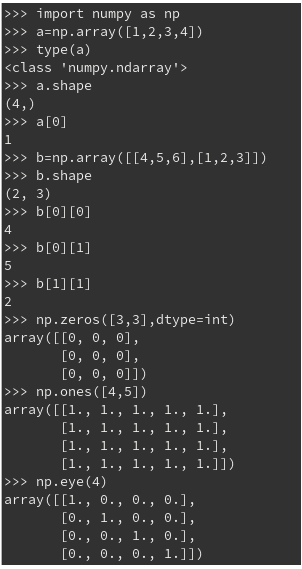 >>> import numpy as np
>>> a=np.array([1,2,3,4])
>>> type(a)
<class 'numpy.ndarray'>
>>> a.shape
(4,)
>>> a[0]
1
>>> b=np.array([[4,5,6],[1,2,3]])
>>> b.shape
(2, 3)
>>> b[0][0]
4
>>> b[0][1]
5
>>> b[1][1]
2
>>> np.zeros([3,3],dtype=int)
array([[0, 0, 0],
       [0, 0, 0],
       [0, 0, 0]])
>>> np.ones([4,5])
array([[1., 1., 1., 1., 1.],
       [1., 1., 1., 1., 1.],
       [1., 1., 1., 1., 1.],
       [1., 1., 1., 1., 1.]])
>>> np.eye(4)
array([[1., 0., 0., 0.],
       [0., 1., 0., 0.],
       [0., 0., 1., 0.],
       [0., 0., 0., 1.]])